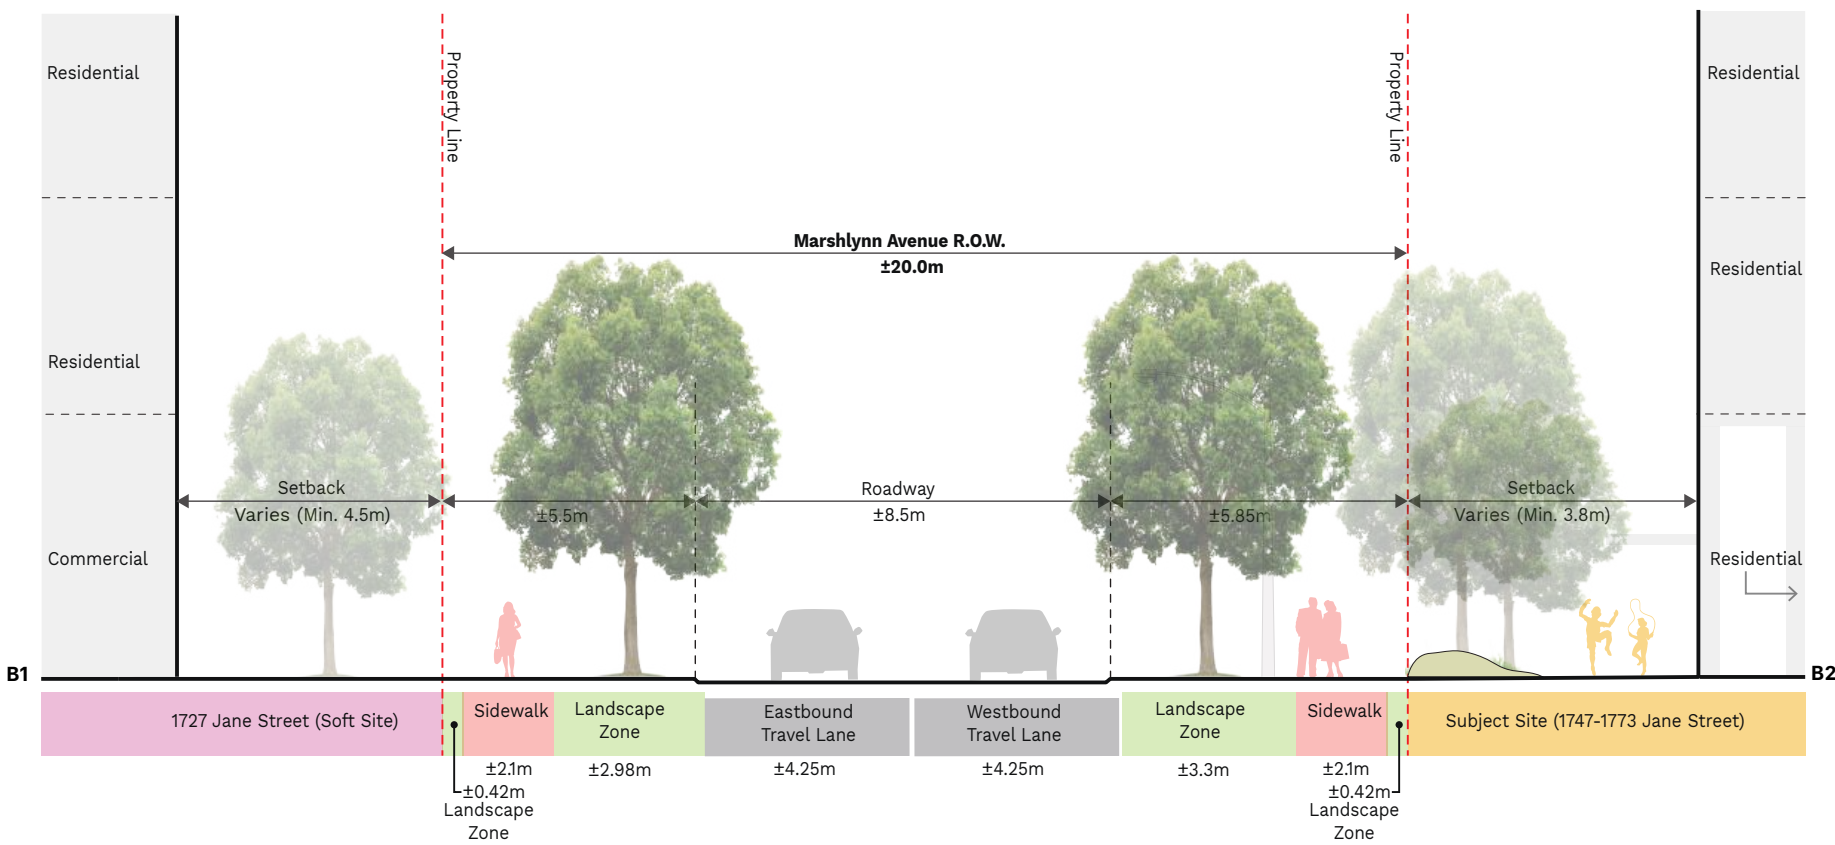 Residential
Property Line
Property Line
Residential
Marshlynn Avenue R.O.W.
±20.0m
Residential
Residential
Setback
Varies (Min. 4.5m)
±5.5m
Roadway
±8.5m
±5.85m
Setback
Varies (Min. 3.8m)
Commercial
Residential
B1
B2
1727 Jane Street (Soft Site)
Sidewalk
Landscape
Zone
Eastbound
Travel Lane
Westbound
Travel Lane
Landscape
Zone
Sidewalk
Subject Site (1747-1773 Jane Street)
±2.1m
±2.98m
±4.25m
±4.25m
±3.3m
±2.1m
±0.42m
Landscape
Zone
±0.42m
Landscape
Zone